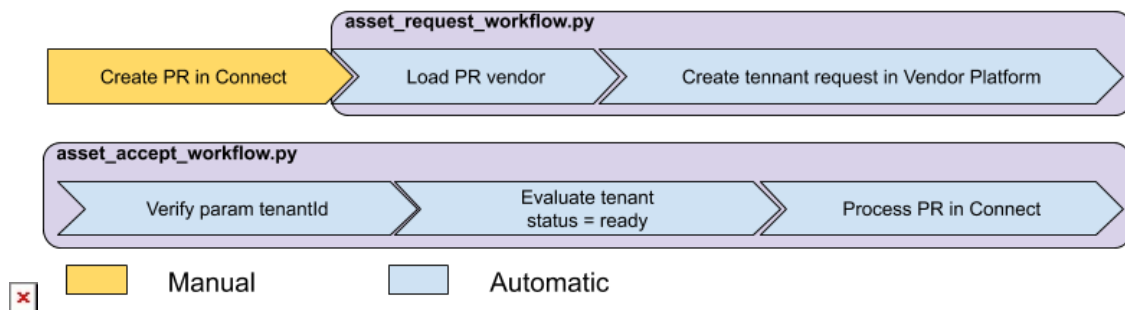 asset_request_workflow.py
Create PR in Connect
Load PR vendor
Create tennant request in Vendor Platform
asset_accept_workflow.py
Verify param tenantId
Evaluate tenant
status = ready
Process PR in Connect
Manual
Automatic